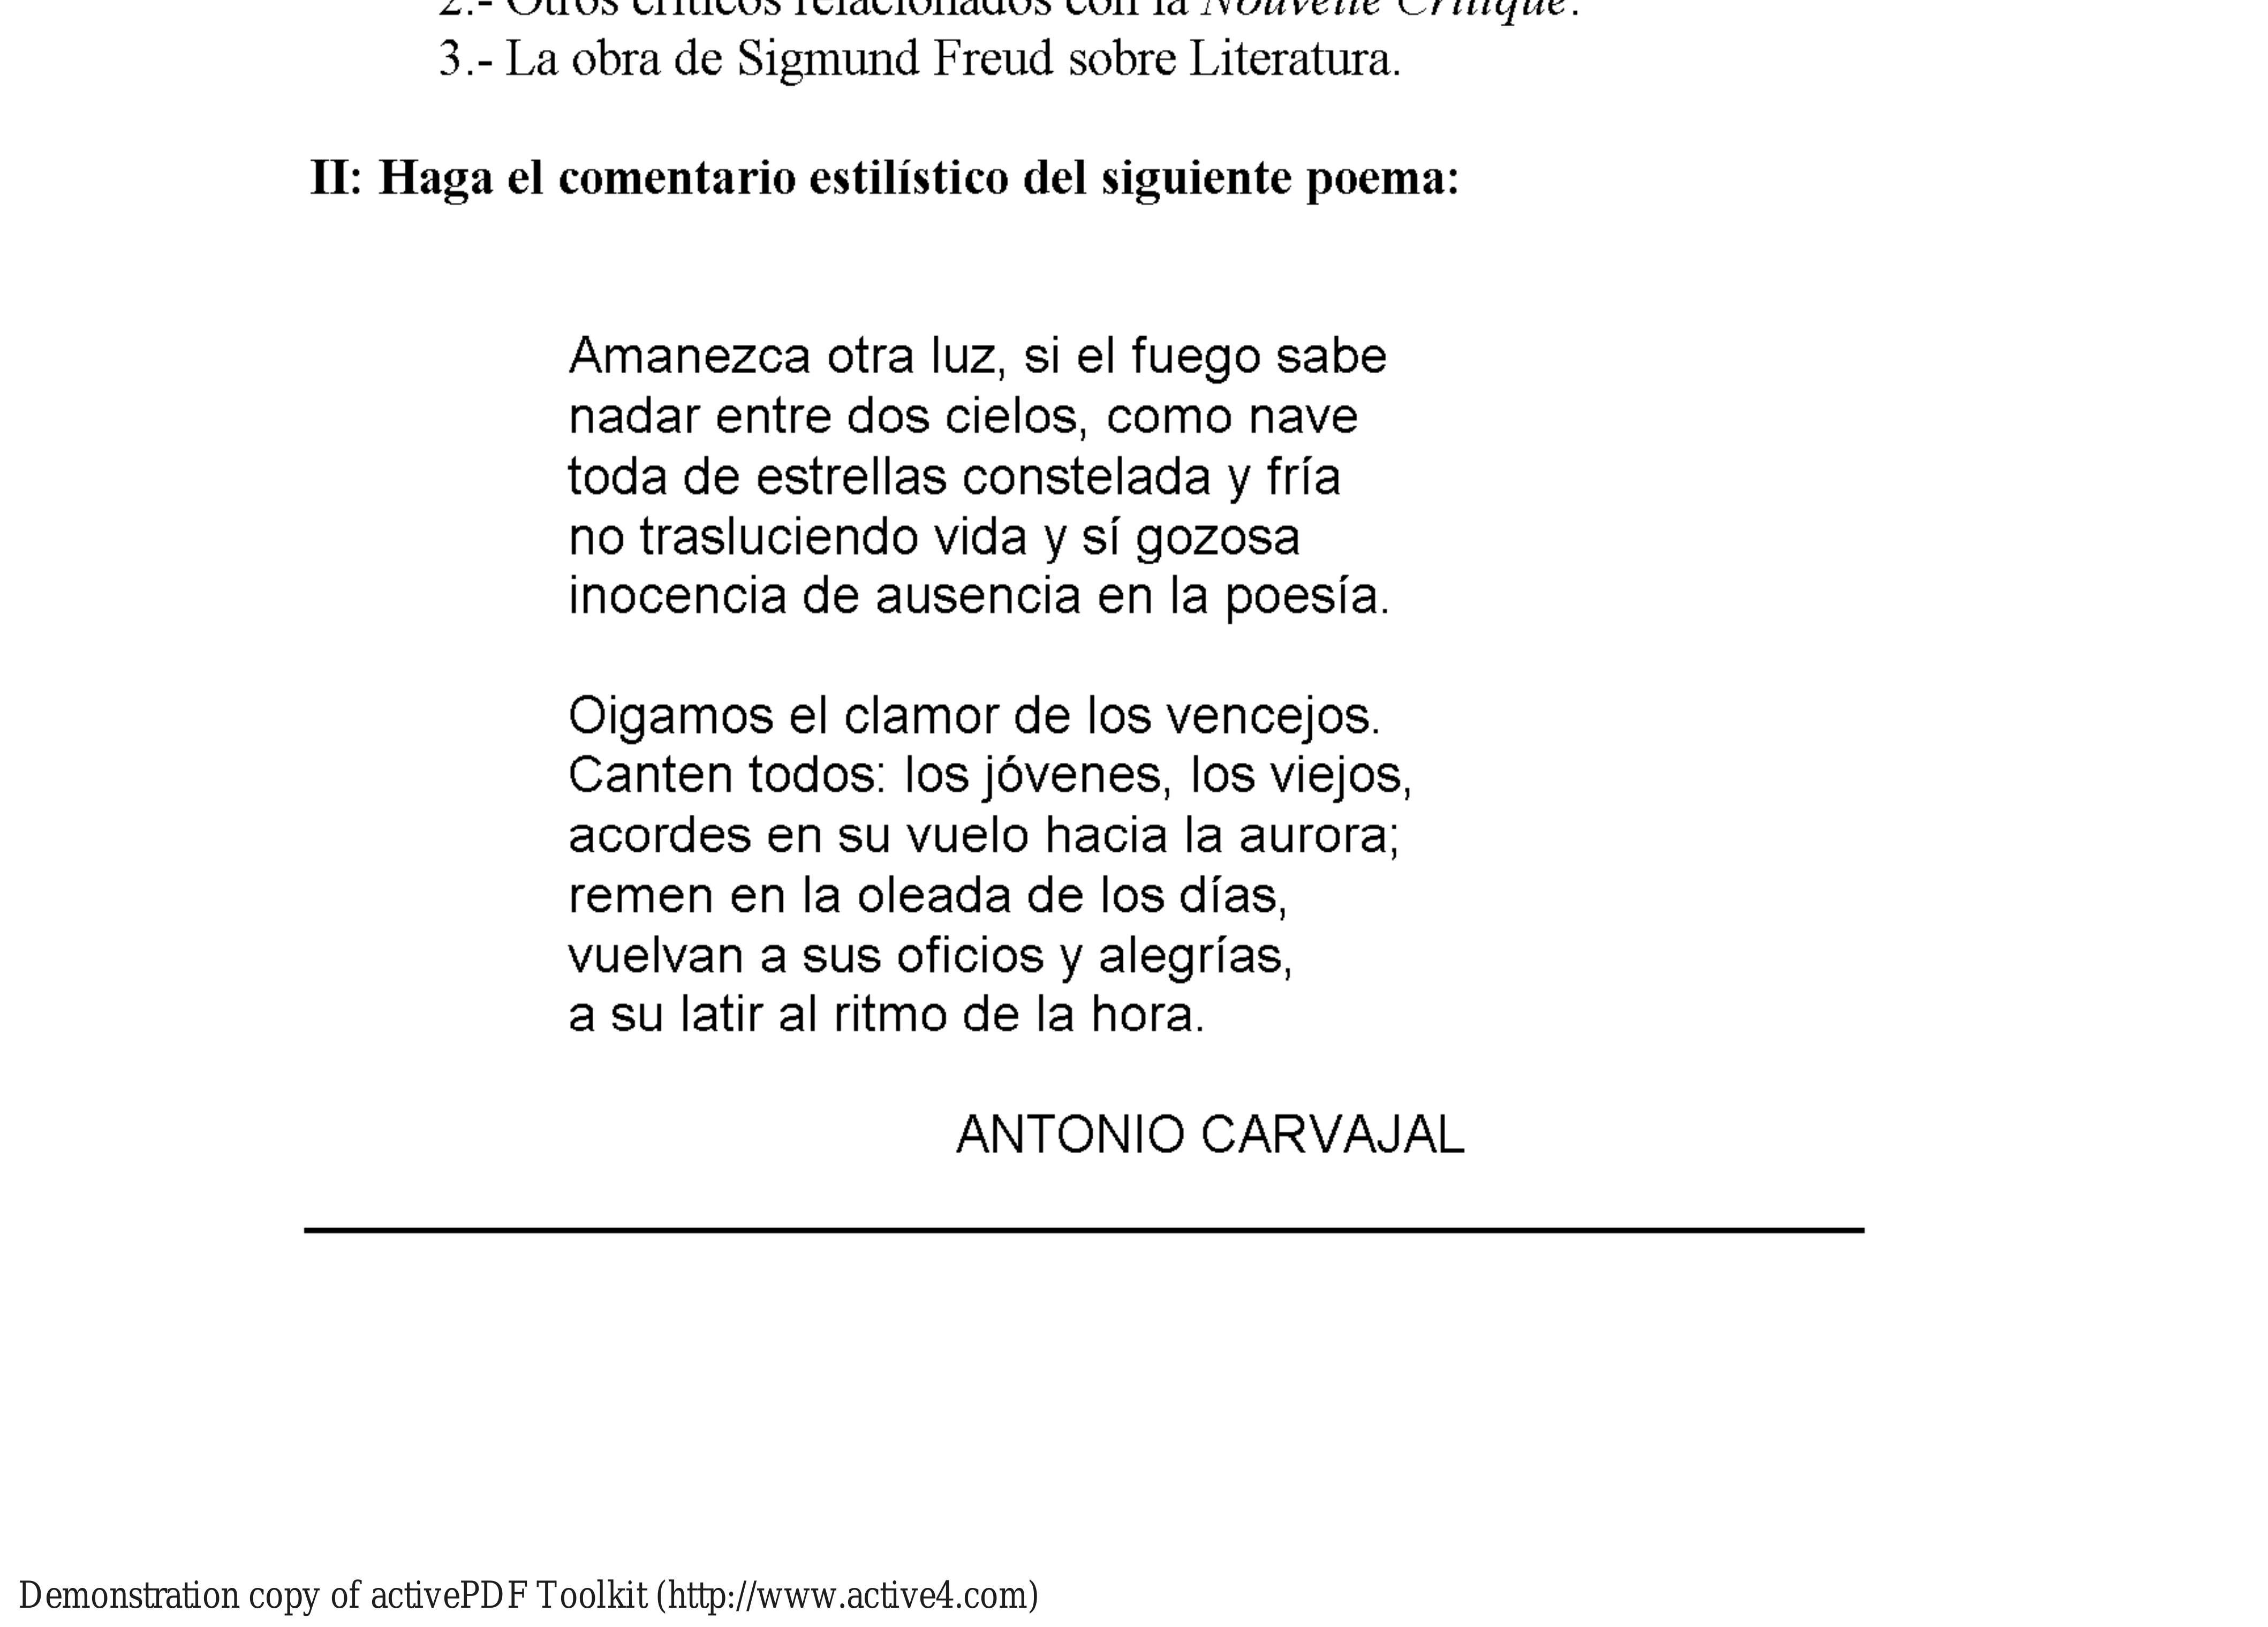 2.- Otros críticos relacionados con la Nouvelle Critique.
3.- La obra de Sigmund Freud sobre Literatura.
II: Haga el comentario estilístico del siguiente poema:
Amanezca otra luz, si el fuego sabe
nadar entre dos cielos, como nave
toda de estrellas constelada y fría
no trasluciendo vida y sí gozosa
inocencia de ausencia en la poesía.
Oigamos el clamor de los vencejos.
Canten todos: los jóvenes, los viejos,
acordes en su vuelo hacia la aurora;
remen en la oleada de los días,
vuelvan a sus oficios y alegrías,
a su latir al ritmo de la hora.
ANTONIO CARVAJAL
Demonstration copy of activePDF Toolkit (http://www.active4.com)